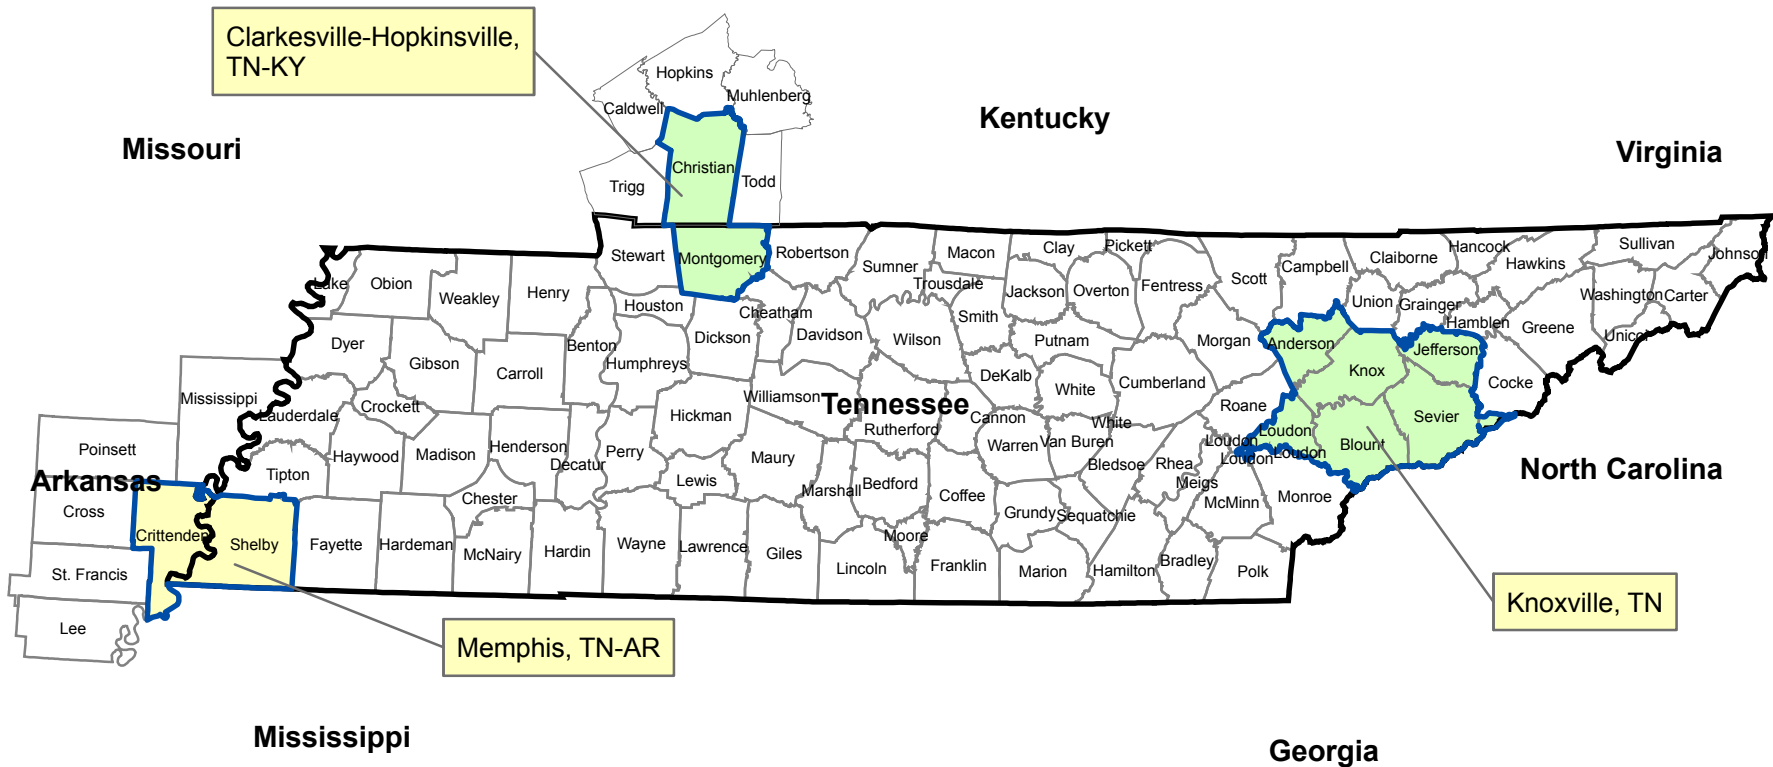 Clarkesville-Hopkinsville,
TN-KY
Hopkins
Muhlenberg
Caldwell
Kentucky
Missouri
Virginia
Christian
Trigg
Todd
Stewart
Montgomery
Robertson
Sumner
Macon
Trousdale
Clay
Pickett
Scott
Campbell
Claiborne
Hancock
Hawkins
Sullivan
Johnson
Lake
Obion
Weakley
Henry
Houston
Cheatham
Jackson
Overton
Fentress
Union
Grainger
Hamblen
Washington
Carter
Greene
Unicoi
Dyer
Gibson
Carroll
Benton
Humphreys
Dickson
Davidson
Wilson
Smith
Putnam
Morgan
Anderson
Knox
Jefferson
Cocke
Mississippi
Lauderdale
Crockett
Hickman
Williamson
Tennessee
Rutherford
DeKalb
Cannon
White
Cumberland
White
Roane
Sevier
Poinsett
Tipton
Haywood
Madison
Henderson
Decatur
Perry
Lewis
Maury
Marshall
Bedford
Coffee
Warren
Van Buren
Bledsoe
Rhea
Meigs
Loudon
Loudon
Loudon
Loudon
Blount
McMinn
Monroe
North Carolina
Arkansas
Cross
Crittenden
Shelby
Fayette
Hardeman
Chester
McNairy
Hardin
Wayne
Lawrence
Giles
Lincoln
Moore
Franklin
Grundy
Sequatchie
Marion
Hamilton
Bradley
Polk
St. Francis
Lee
Memphis, TN-AR
Knoxville, TN
Mississippi
Georgia